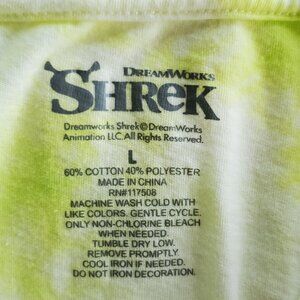 DREAMWORKS
SHREK
Dreamworks Shrek©DreamWorks
Animation LLC.All Rights Reserved.
L
60% COTTON 40% POLYESTER
MADE IN CHINA
RN#117508
MACHINE WASH COLD WITH
LIKE COLORS. GENTLE CYCLE.
ONLY NON-CHLORINE BLEACH
WHEN NEEDED.
TUMBLE DRY LOW.
REMOVE PROMPTLY
COOL IRON IF NEEDED.
DO NOT IRON DECORATION.